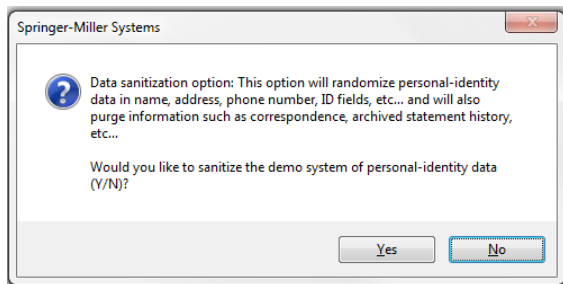 Springer-Miller Systems
Data sanitization option: This option will randomize personal-identity
data in name, address, phone number, ID fields, etc... and will also
purge information such as correspondence, archived statement history,
etc...
Would you like to sanitize the demo system of personal-identity data
(Y/N)?
Yes
No